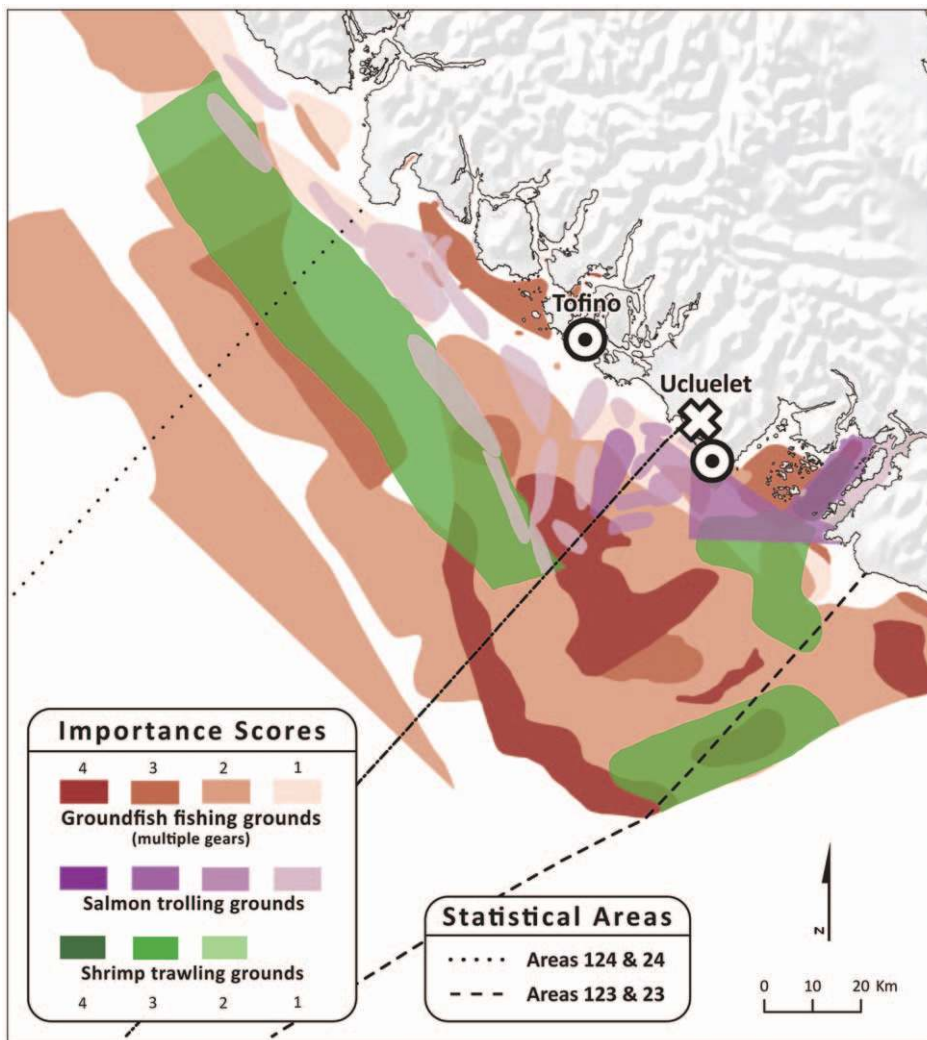 Tofino
Ucluelet
Importance Scores
4 3 2 1
Groundfish fishing grounds
(multiple gears)
Salmon trolling grounds
Shrimp trawling grounds
4 3 2 1
Statistical Areas
Areas 124 & 24
Areas 123 & 23
N
0 10 20 Km